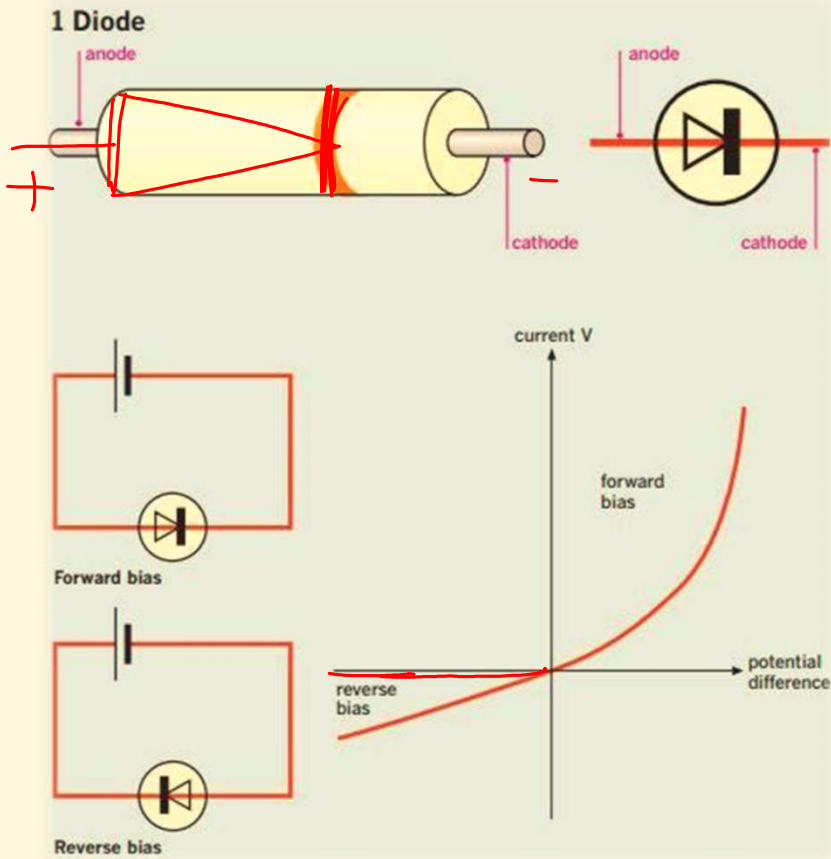 1 Diode
anode
anode
+
−
cathode
cathode
current V
forward
bias
Forward bias
potential
difference
reverse
bias
Reverse bias